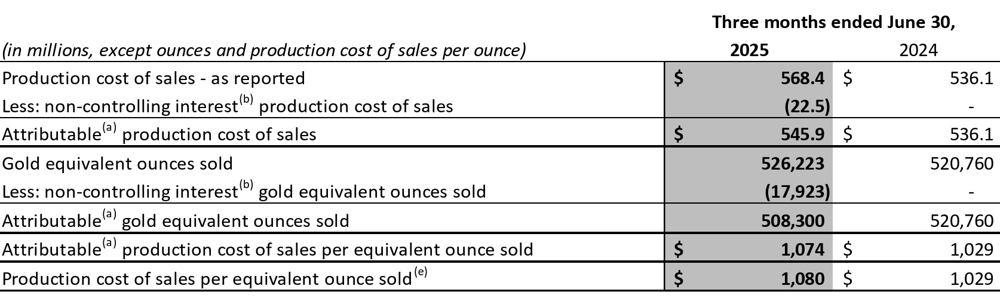 Three months ended June 30,
(in millions, except ounces and production cost of sales per ounce) 2025 2024
Production cost of sales - as reported $ 568.4 $ 536.1
Less: non-controlling interest(b) production cost of sales (22.5) -
Attributable(a) production cost of sales $ 545.9 $ 536.1
Gold equivalent ounces sold 526,223 520,760
Less: non-controlling interest(b) gold equivalent ounces sold (17,923) -
Attributable(a) gold equivalent ounces sold 508,300 520,760
Attributable(a) production cost of sales per equivalent ounce sold $ 1,074 $ 1,029
Production cost of sales per equivalent ounce sold(e) $ 1,080 $ 1,029